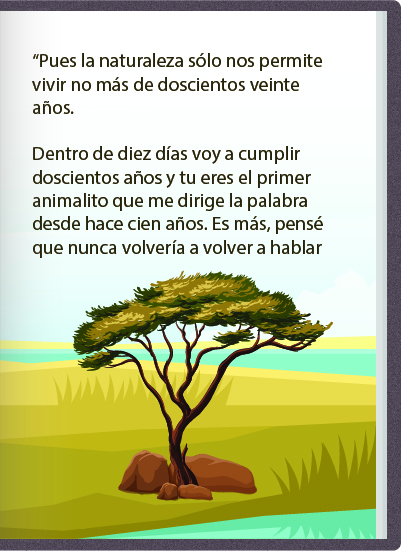 “Pues la naturaleza sólo nos permite
vivir no más de doscientos veinte
años.
Dentro de diez días voy a cumplir
doscientos años y tu eres el primer
animalito que me dirige la palabra
desde hace cien años. Es más, pensé
que nunca volvería a volver a hablar